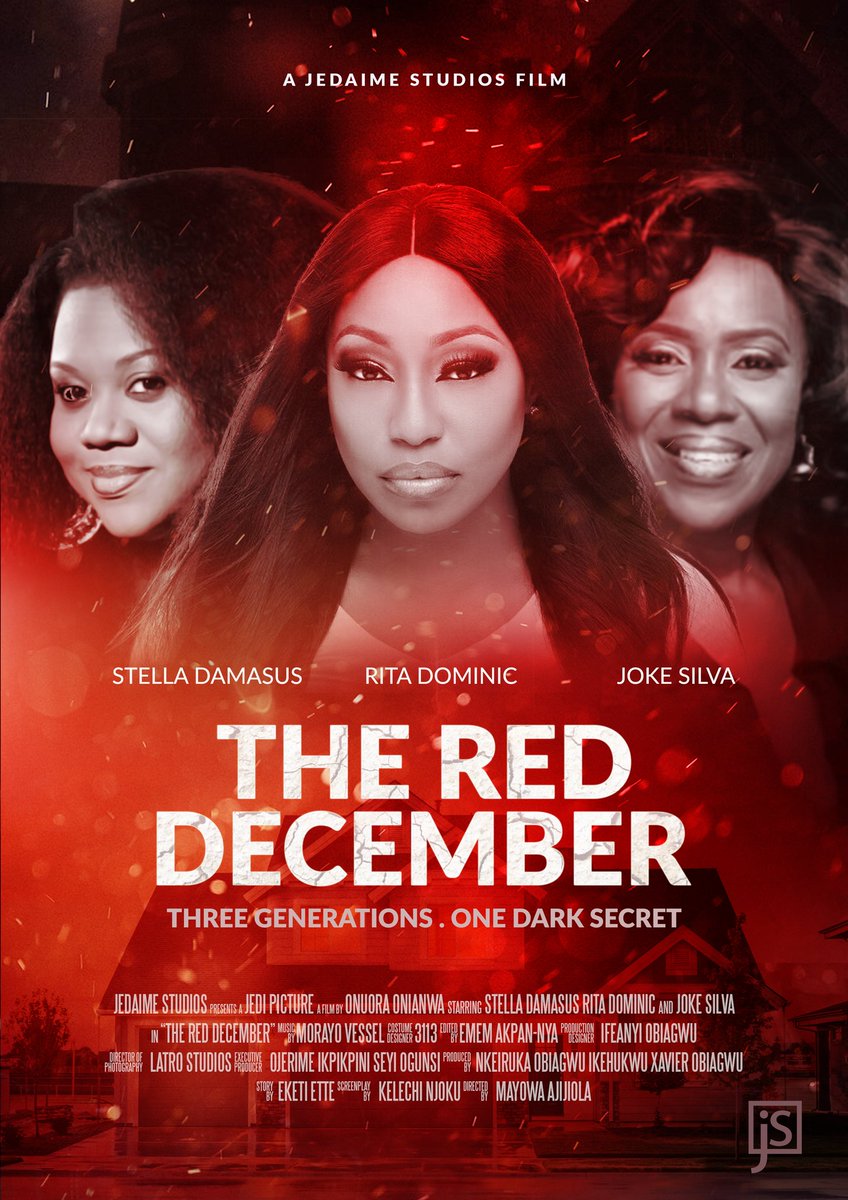 A JEDAIME STUDIOS FILM
STELLA DAMASUS RITA DOMINIC JOKE SILVA
THE RED
DECEMBER
THREE GENERATIONS . ONE DARK SECRET
JEDAIME STUDIOS PRESENTS A JEDI PICTURE A FILM BY ONUORA ONIANWA STARRING STELLA DAMASUS RITA DOMINIC AND JOKE SILVA
IN "THE RED DECEMBER" MUSIC BY MORAYO VESSEL COSTUME DESIGNER 3113 EDITED BY EMEM AKPAN-NYA PRODUCTION DESIGNER IFEANYI OBIAGWU
DIRECTOR OF PHOTOGRAPHY LATRO STUDIOS EXECUTIVE PRODUCER OJERIME IKPIKPINI SEYI OGUNSI PRODUCED BY NKEIRUKA OBIAGWU IKEHUKWU XAVIER OBIAGWU
STORY BY EKETI ETTE SCREENPLAY BY KELECHI NJOKU DIRECTED BY MAYOWA AJIJIOLA
jS